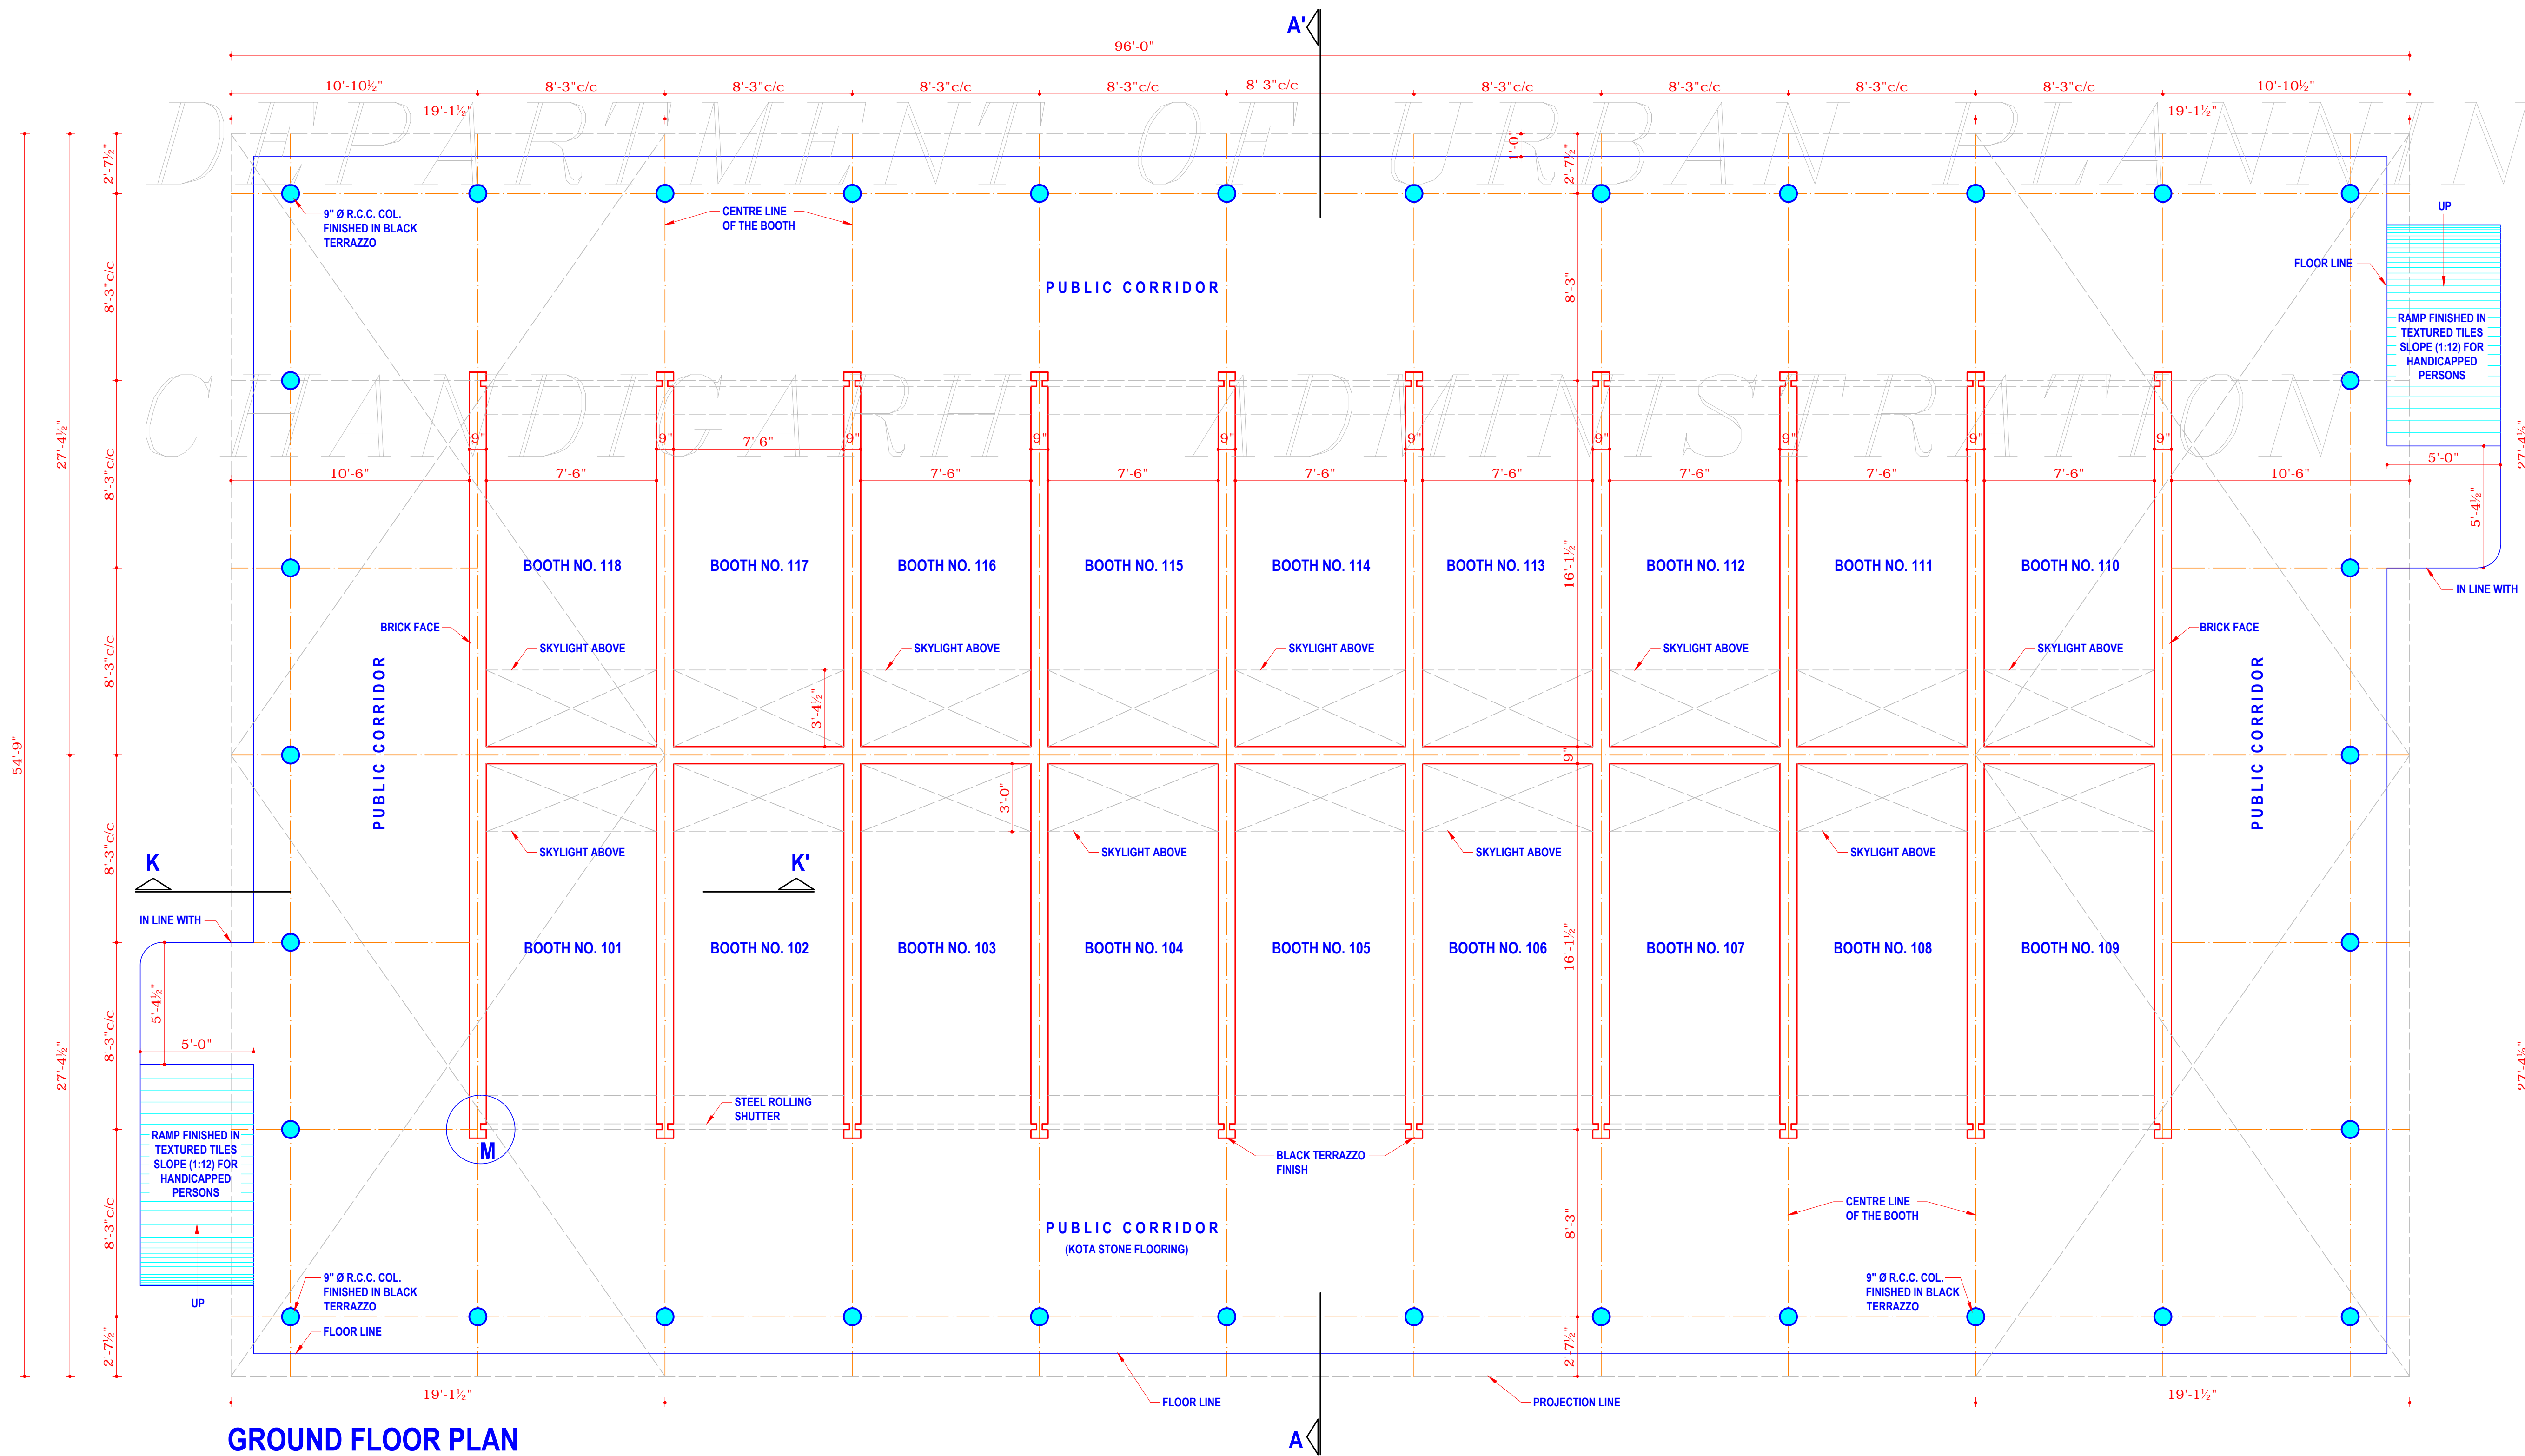 A'
96'-0"
10'-10½" 8'-3"c/c 8'-3"c/c 8'-3"c/c 8'-3"c/c 8'-3"c/c 8'-3"c/c 8'-3"c/c 8'-3"c/c 8'-3"c/c 10'-10½"
19'-1½" 19'-1½"
DEPARTMENT OF URBAN PLANNIN
2'-7½" 1'-0" 2'-7½"
9" Ø R.C.C. COL.
FINISHED IN BLACK
TERRAZZO
CENTRE LINE
OF THE BOOTH
UP
FLOOR LINE
8'-3"c/c
PUBLIC CORRIDOR
8'-3"
RAMP FINISHED IN
TEXTURED TILES
SLOPE (1:12) FOR
HANDICAPPED
PERSONS
CHANDIGARH ADMINISTRATION
27'-4½"
9" 9" 7'-6" 9" 9" 9" 9" 9" 9" 9" 9"
27'-4½"
8'-3"c/c
10'-6" 7'-6" 7'-6" 7'-6" 7'-6" 7'-6" 7'-6" 7'-6" 7'-6" 10'-6"
5'-0"
5'-4½"
16'-1½"
BOOTH NO. 118 BOOTH NO. 117 BOOTH NO. 116 BOOTH NO. 115 BOOTH NO. 114 BOOTH NO. 113 BOOTH NO. 112 BOOTH NO. 111 BOOTH NO. 110
IN LINE WITH
BRICK FACE BRICK FACE
8'-3"c/c
SKYLIGHT ABOVE SKYLIGHT ABOVE SKYLIGHT ABOVE SKYLIGHT ABOVE SKYLIGHT ABOVE
3'-4½"
PUBLIC CORRIDOR
PUBLIC CORRIDOR
54'-9"
9"
3'-0"
8'-3"c/c
SKYLIGHT ABOVE SKYLIGHT ABOVE SKYLIGHT ABOVE SKYLIGHT ABOVE
K K'
IN LINE WITH
BOOTH NO. 101 BOOTH NO. 102 BOOTH NO. 103 BOOTH NO. 104 BOOTH NO. 105 BOOTH NO. 106 BOOTH NO. 107 BOOTH NO. 108 BOOTH NO. 109
16'-1½"
5'-4½"
8'-3"c/c
5'-0"
27'-4½"
27'-4½"
STEEL ROLLING
SHUTTER
RAMP FINISHED IN
TEXTURED TILES
SLOPE (1:12) FOR
HANDICAPPED
PERSONS
M
BLACK TERRAZZO
FINISH
8'-3"c/c
CENTRE LINE
OF THE BOOTH
8'-3"
PUBLIC CORRIDOR
(KOTA STONE FLOORING)
9" Ø R.C.C. COL.
FINISHED IN BLACK
TERRAZZO
9" Ø R.C.C. COL.
FINISHED IN BLACK
TERRAZZO
UP
FLOOR LINE
2'-7½" 2'-7½"
19'-1½" 19'-1½"
FLOOR LINE PROJECTION LINE
GROUND FLOOR PLAN
A